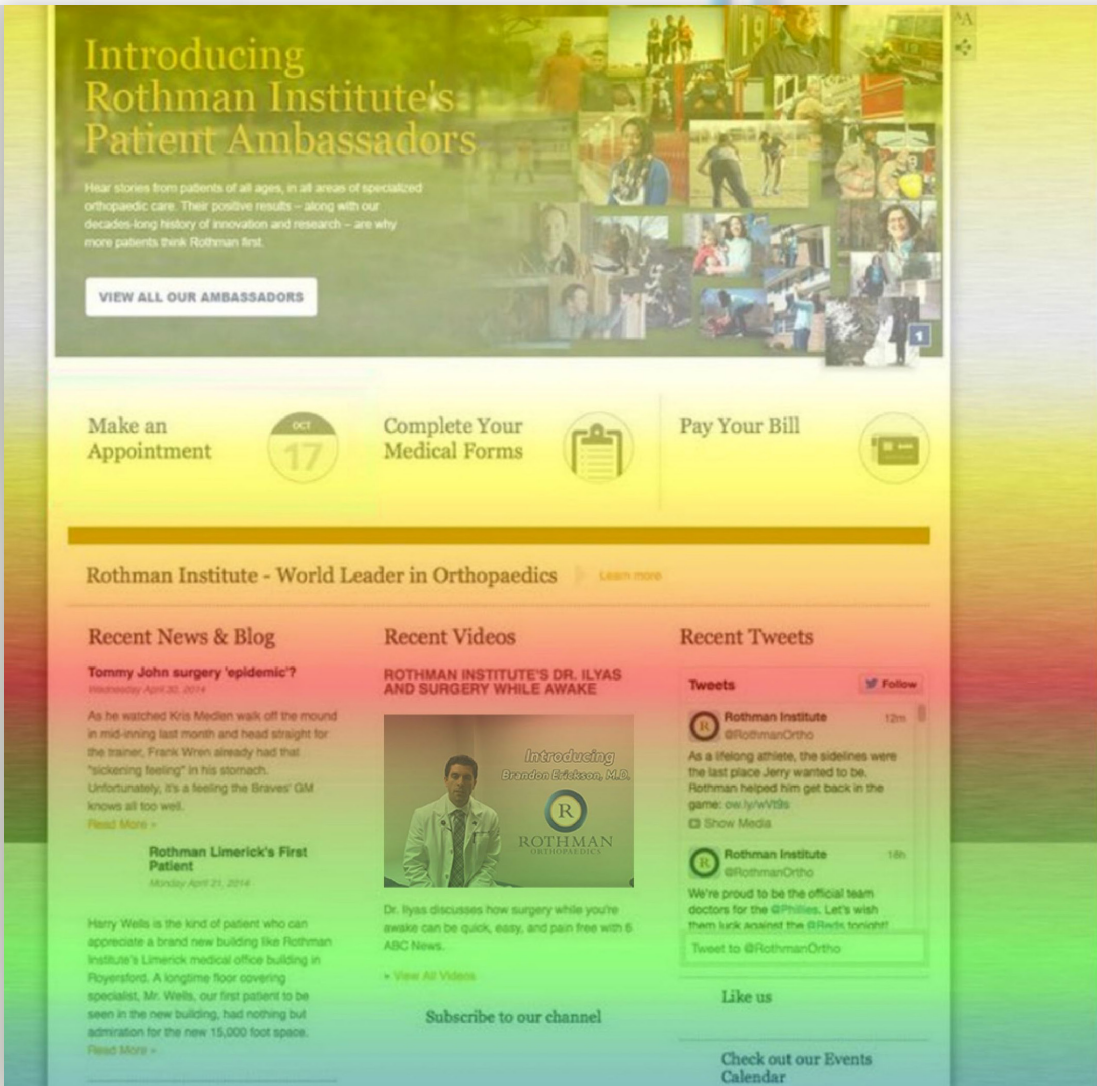 Introducing
Rothman Institute's
Patient Ambassadors
Hear stories from patients of all ages, in all areas of specialized
orthopaedic care. Their positive results – along with our
decades-long history of innovation and research – are why
more patients think Rothman first.
VIEW ALL OUR AMBASSADORS
19
AA
1
Make an
Appointment
OCT
17
Complete Your
Medical Forms
Pay Your Bill
Rothman Institute - World Leader in Orthopaedics
Learn more
Recent News & Blog
Tommy John surgery 'epidemic'?
Wednesday April 30, 2014
As he watched Kris Medlen walk off the mound
in mid-inning last month and head straight for
the trainer, Frank Wren already had that
"sickening feeling" in his stomach.
Unfortunately, it's a feeling the Braves' GM
knows all too well.
Read More »
Rothman Limerick's First
Patient
Monday April 21, 2014
Harry Wells is the kind of patient who can
appreciate a brand new building like Rothman
Institute's Limerick medical office building in
Royersford. A longtime floor covering
specialist, Mr. Wells, our first patient to be
seen in the new building, had nothing but
admiration for the new 15,000 foot space.
Read More »
Recent Videos
ROTHMAN INSTITUTE'S DR. ILYAS
AND SURGERY WHILE AWAKE
Introducing
Brandon Erickson, M.D.
R
ROTHMAN
ORTHOPAEDICS
Dr. Ilyas discusses how surgery while you're
awake can be quick, easy, and pain free with 6
ABC News.
» View All Videos
Subscribe to our channel
Recent Tweets
Tweets
Follow
R
Rothman Institute
12m
@RothmanOrtho
As a lifelong athlete, the sidelines were
the last place Jerry wanted to be.
Rothman helped him get back in the
game: ow.ly/wVt9s
Show Media
R
Rothman Institute
18h
@RothmanOrtho
We're proud to be the official team
doctors for the @Phillies. Let's wish
them luck against the @Reds tonight!
Tweet to @RothmanOrtho
Like us
Check out our Events
Calendar